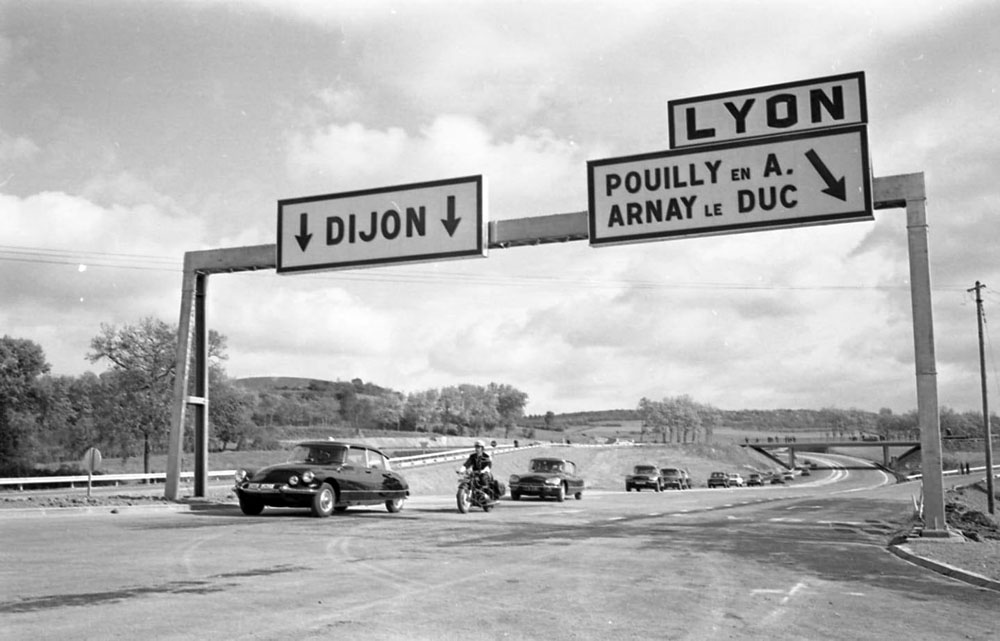 DIJON
LYON
POUILLY EN A.
ARNAY LE DUC